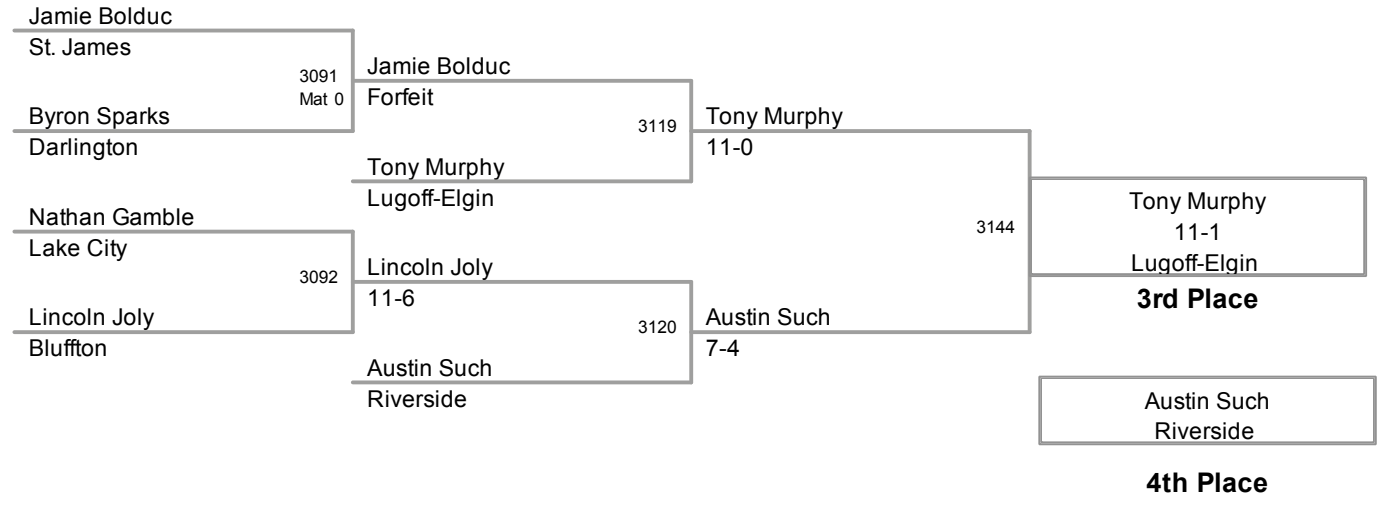 Jamie Bolduc
St. James
3091
Mat 0
Byron Sparks
Darlington
Jamie Bolduc
Forfeit
3119
Tony Murphy
Lugoff-Elgin
Tony Murphy
11-0
Nathan Gamble
Lake City
3092
Lincoln Joly
Bluffton
Lincoln Joly
11-6
3120
Austin Such
Riverside
Austin Such
7-4
3144
Tony Murphy
11-1
Lugoff-Elgin
3rd Place
Austin Such
Riverside
4th Place